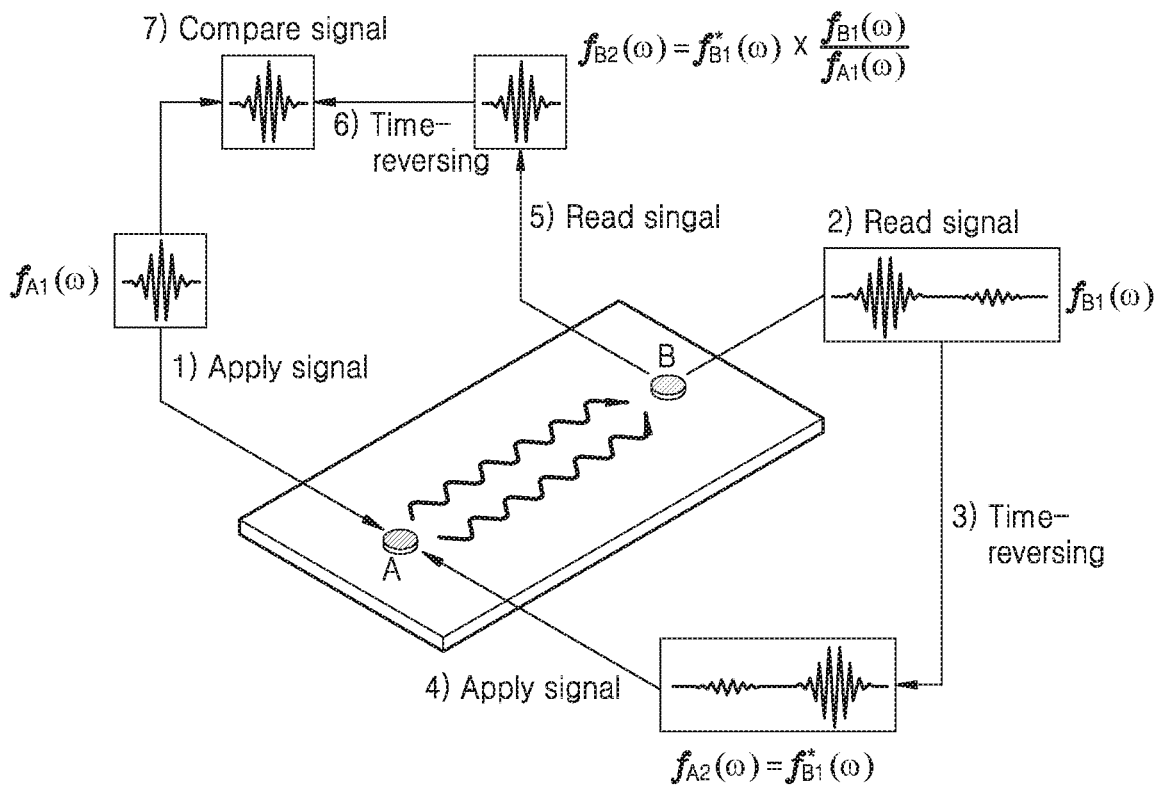 7) Compare signal
f_B2(ω) = f*_B1(ω) × f_B1(ω) / f_A1(ω)
6) Time-
reversing
5) Read singal
2) Read signal
f_A1(ω)
f_B1(ω)
1) Apply signal
B
3) Time-
reversing
A
4) Apply signal
f_A2(ω) = f*_B1(ω)